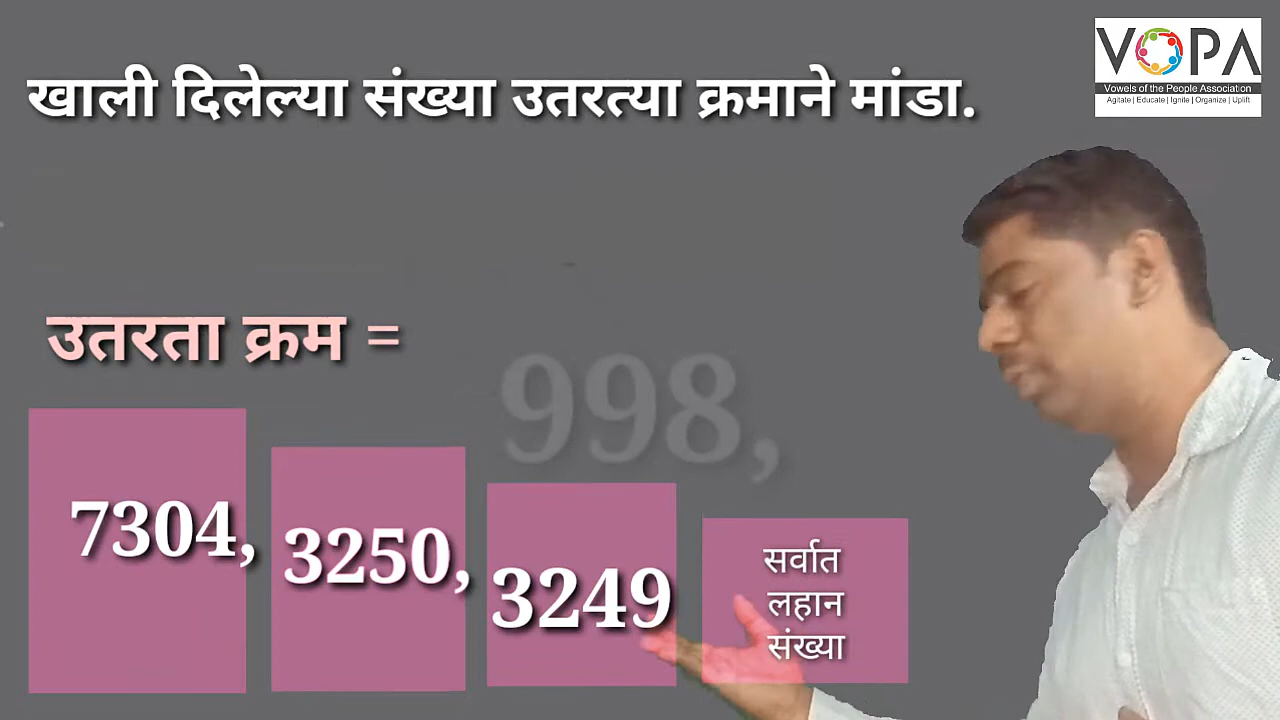 VOPA
Vowels of the People Association
Agitate | Educate | Ignite | Organize | Uplift
खाली दिलेल्या संख्या उतरत्या क्रमाने मांडा.
उतरता क्रम =
998,
7304, 3250, 3249
सर्वात
लहान
संख्या